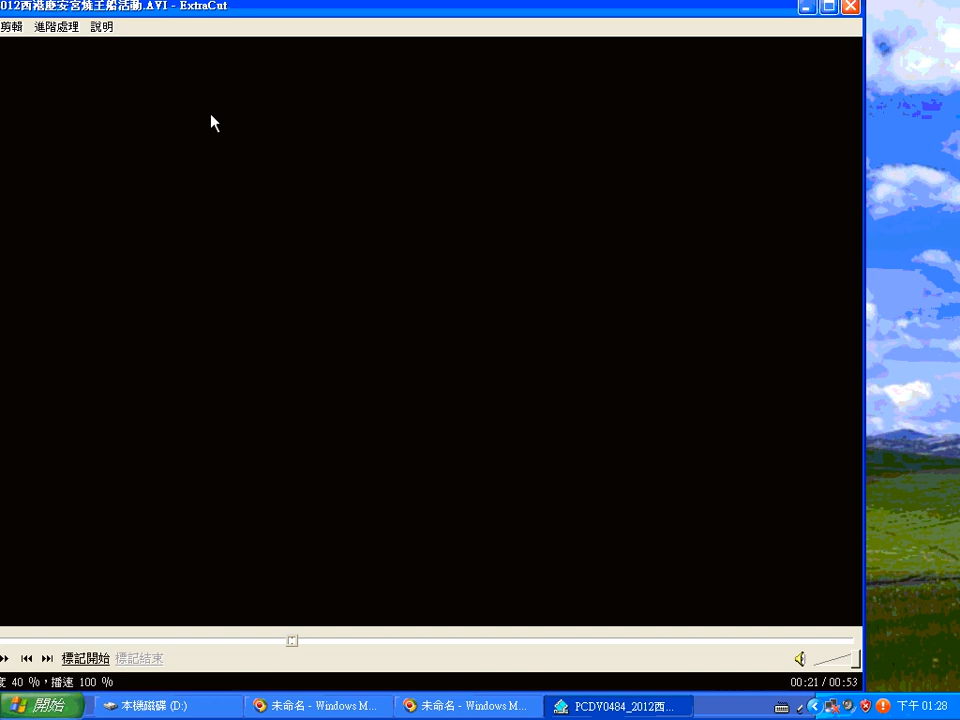 012西港慶安宮燒王船活動.AVI - ExtraCut
剪輯 進階處理 說明
標記開始 標記結束
度 40 %，播速 100 %
00:21 / 00:53
開始
本機磁碟 (D:)
未命名 - Windows M...
未命名 - Windows M...
PCDV0484_2012西...
下午 01:28